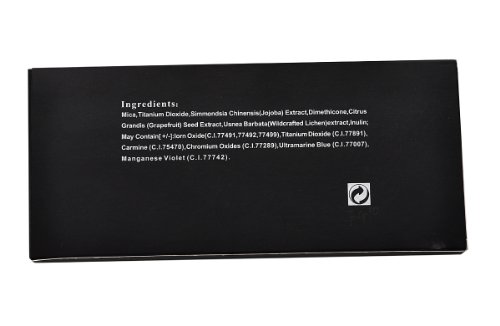 Ingredients:
Mica,Titanium Dioxide,Simmendsia Chinensis(Jojoba) Extract,Dimethicone,Citrus
Grandis (Grapefruit) Seed Extract,Usnea Barbata(Wildcrafted Lichen)extract,Inulin;
May Contain[ +/-]:Iorn Oxide(C.I.77491,77492,77499),Titanium Dioxide (C.I.77891),
Carmine (C.I.75470),Chromium Oxides (C.I.77289),Ultramarine Blue (C.I.77007),
Manganese Violet (C.I.77742).